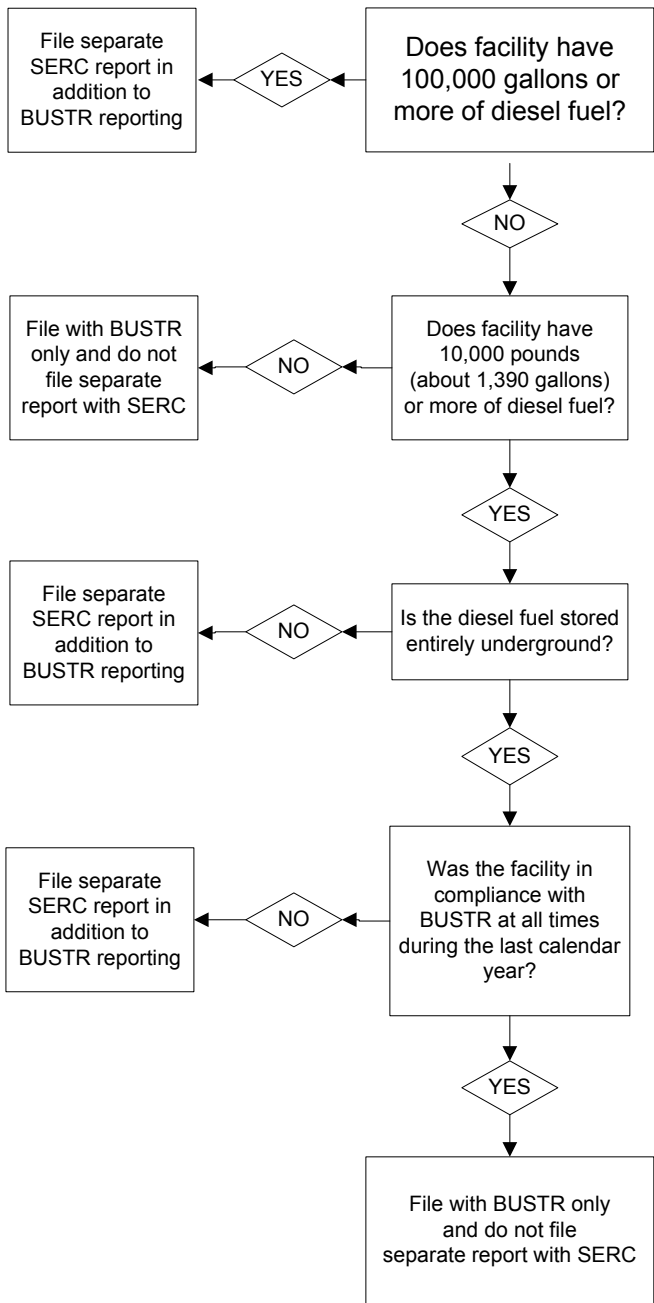 File separate
SERC report in
addition to
BUSTR reporting
YES
Does facility have
100,000 gallons or
more of diesel fuel?
NO
File with BUSTR
only and do not
file separate
report with SERC
NO
Does facility have
10,000 pounds
(about 1,390 gallons)
or more of diesel fuel?
YES
File separate
SERC report in
addition to
BUSTR reporting
NO
Is the diesel fuel stored
entirely underground?
YES
File separate
SERC report in
addition to
BUSTR reporting
NO
Was the facility in
compliance with
BUSTR at all times
during the last calendar
year?
YES
File with BUSTR only
and do not file
separate report with SERC